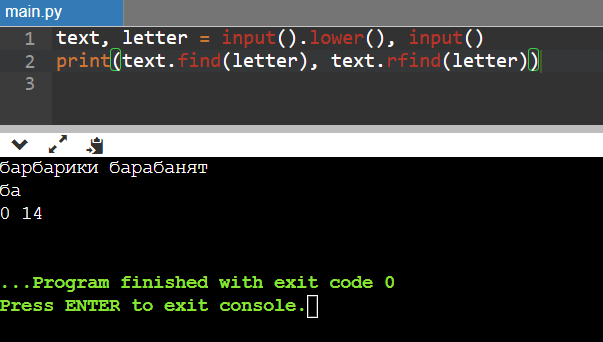 main.py
1 text, letter = input().lower(), input()
2 print(text.find(letter), text.rfind(letter))
3
барбарики барабанят
ба
0 14
...Program finished with exit code 0
Press ENTER to exit console.